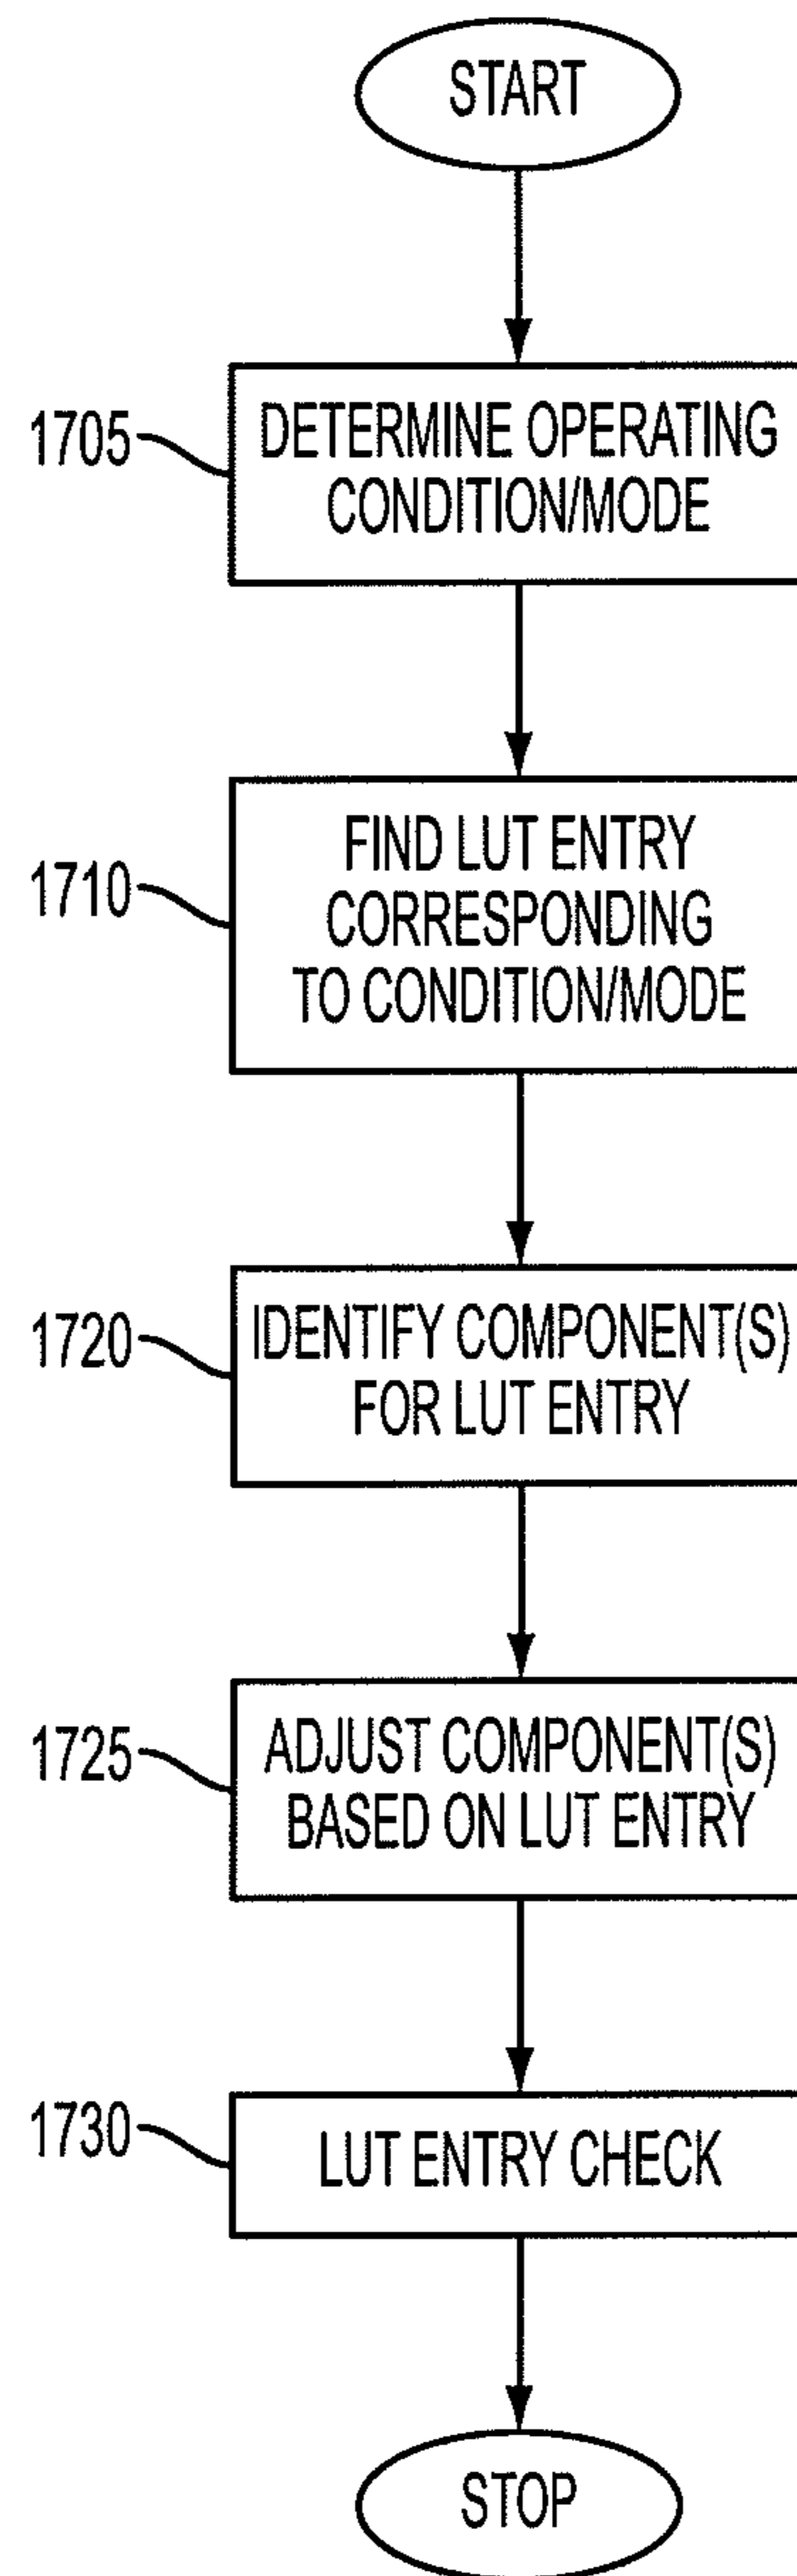 START
1705
DETERMINE OPERATING
CONDITION/MODE
1710
FIND LUT ENTRY
CORRESPONDING
TO CONDITION/MODE
1720
IDENTIFY COMPONENT(S)
FOR LUT ENTRY
1725
ADJUST COMPONENT(S)
BASED ON LUT ENTRY
1730
LUT ENTRY CHECK
STOP